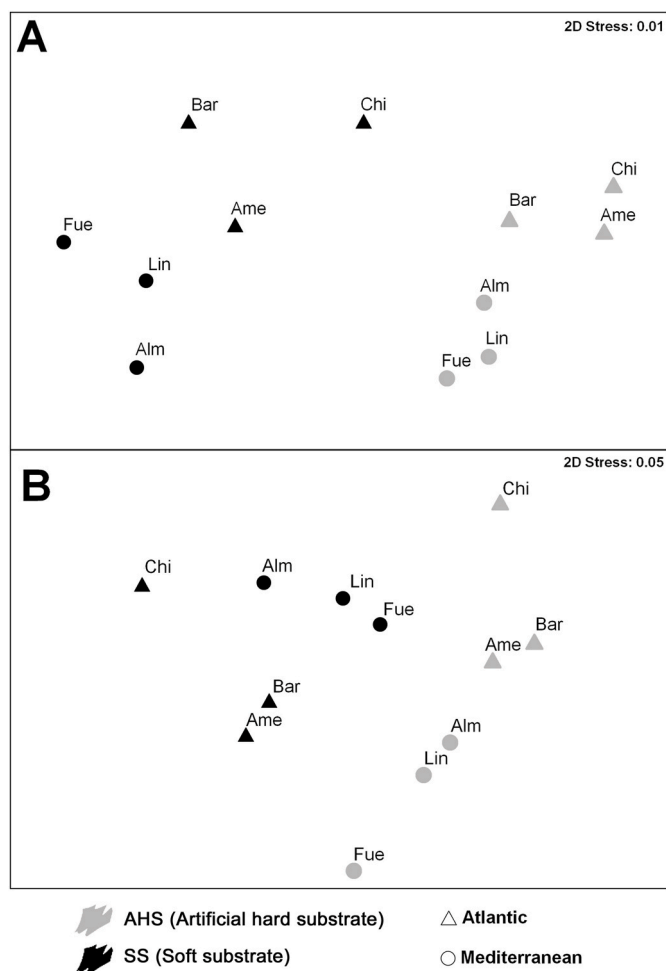 A
2D Stress: 0.01
Bar
Chi
Chi
Bar
Ame
Ame
Fue
Lin
Alm
Alm
Lin
Fue
B
2D Stress: 0.05
Chi
Chi
Alm
Lin
Fue
Bar
Ame
Bar
Ame
Alm
Lin
Fue
AHS (Artificial hard substrate)
Atlantic
SS (Soft substrate)
Mediterranean